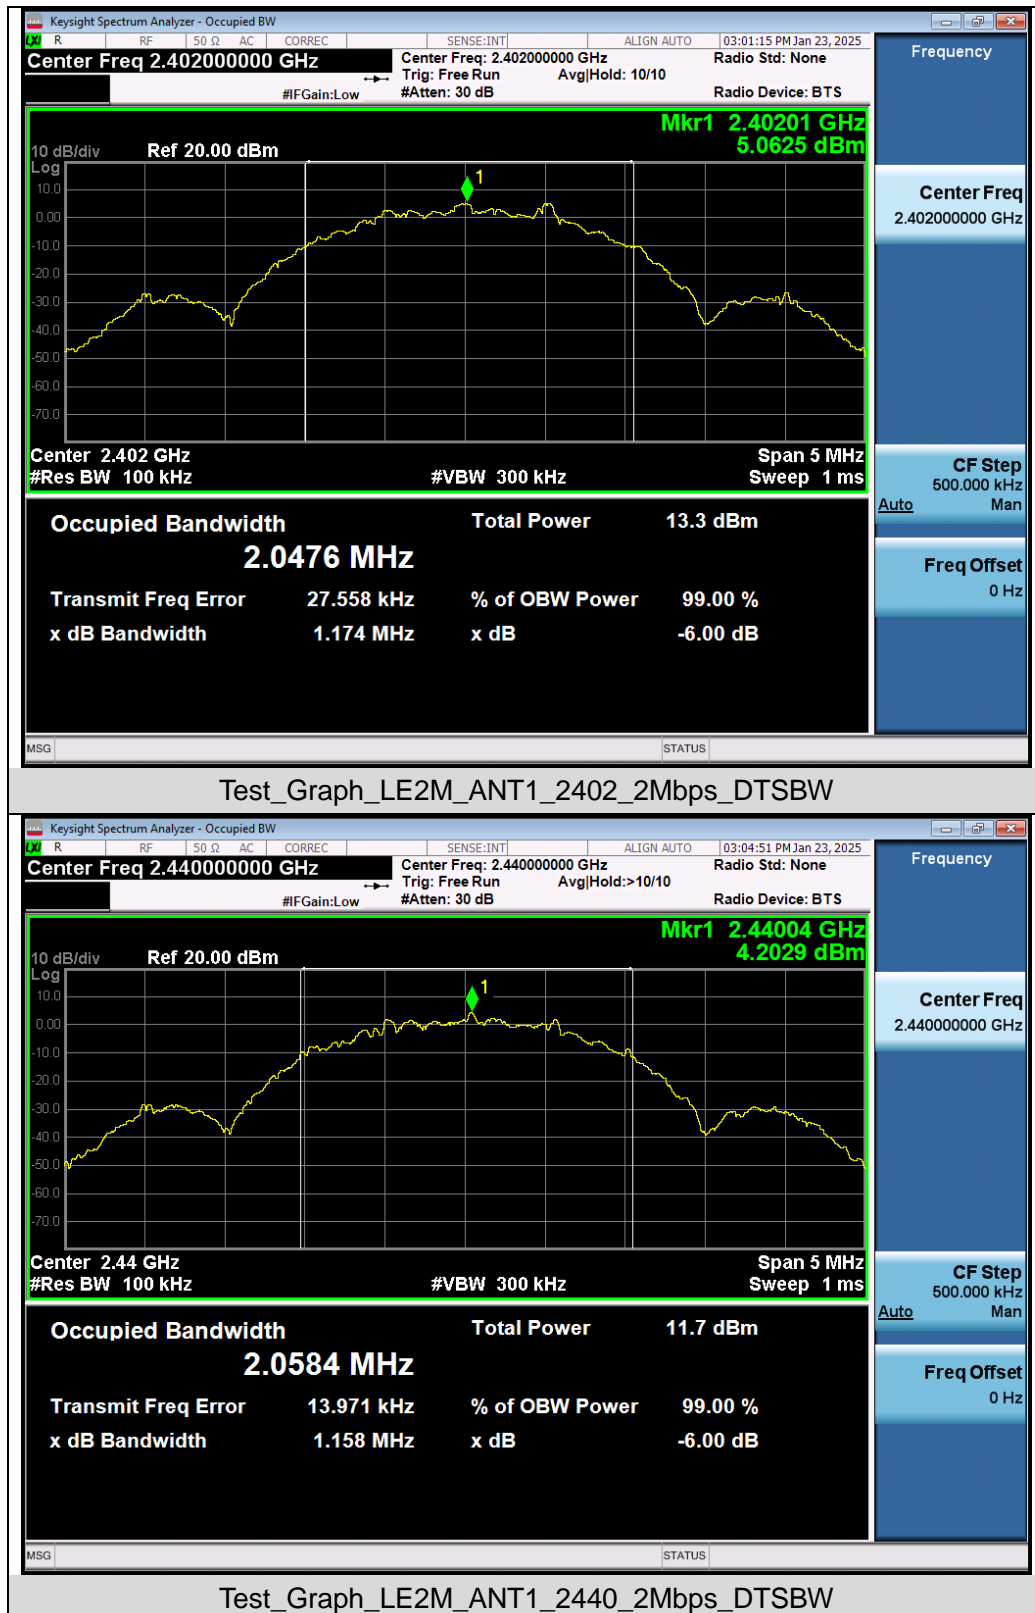 Keysight Spectrum Analyzer - Occupied BW
LXI R RF 50 Ω AC CORREC SENSE:INT ALIGN AUTO 03:01:15 PM Jan 23, 2025
Center Freq 2.402000000 GHz Center Freq: 2.402000000 GHz Radio Std: None
Trig: Free Run Avg|Hold: 10/10
#IFGain:Low #Atten: 30 dB Radio Device: BTS
Frequency
Mkr1 2.40201 GHz
5.0625 dBm
10 dB/div Ref 20.00 dBm
Log
10.0
1
0.00
-10.0
-20.0
-30.0
-40.0
-50.0
-60.0
-70.0
Center 2.402 GHz Span 5 MHz
#Res BW 100 kHz #VBW 300 kHz Sweep 1 ms
Center Freq
2.402000000 GHz
CF Step
500.000 kHz
Auto Man
Freq Offset
0 Hz
Occupied Bandwidth Total Power 13.3 dBm
2.0476 MHz
Transmit Freq Error 27.558 kHz % of OBW Power 99.00 %
x dB Bandwidth 1.174 MHz x dB -6.00 dB
MSG STATUS
Test_Graph_LE2M_ANT1_2402_2Mbps_DTSBW
Keysight Spectrum Analyzer - Occupied BW
LXI R RF 50 Ω AC CORREC SENSE:INT ALIGN AUTO 03:04:51 PM Jan 23, 2025
Center Freq 2.440000000 GHz Center Freq: 2.440000000 GHz Radio Std: None
Trig: Free Run Avg|Hold:>10/10
#IFGain:Low #Atten: 30 dB Radio Device: BTS
Frequency
Mkr1 2.44004 GHz
4.2029 dBm
10 dB/div Ref 20.00 dBm
Log
10.0
1
0.00
-10.0
-20.0
-30.0
-40.0
-50.0
-60.0
-70.0
Center 2.44 GHz Span 5 MHz
#Res BW 100 kHz #VBW 300 kHz Sweep 1 ms
Center Freq
2.440000000 GHz
CF Step
500.000 kHz
Auto Man
Freq Offset
0 Hz
Occupied Bandwidth Total Power 11.7 dBm
2.0584 MHz
Transmit Freq Error 13.971 kHz % of OBW Power 99.00 %
x dB Bandwidth 1.158 MHz x dB -6.00 dB
MSG STATUS
Test_Graph_LE2M_ANT1_2440_2Mbps_DTSBW